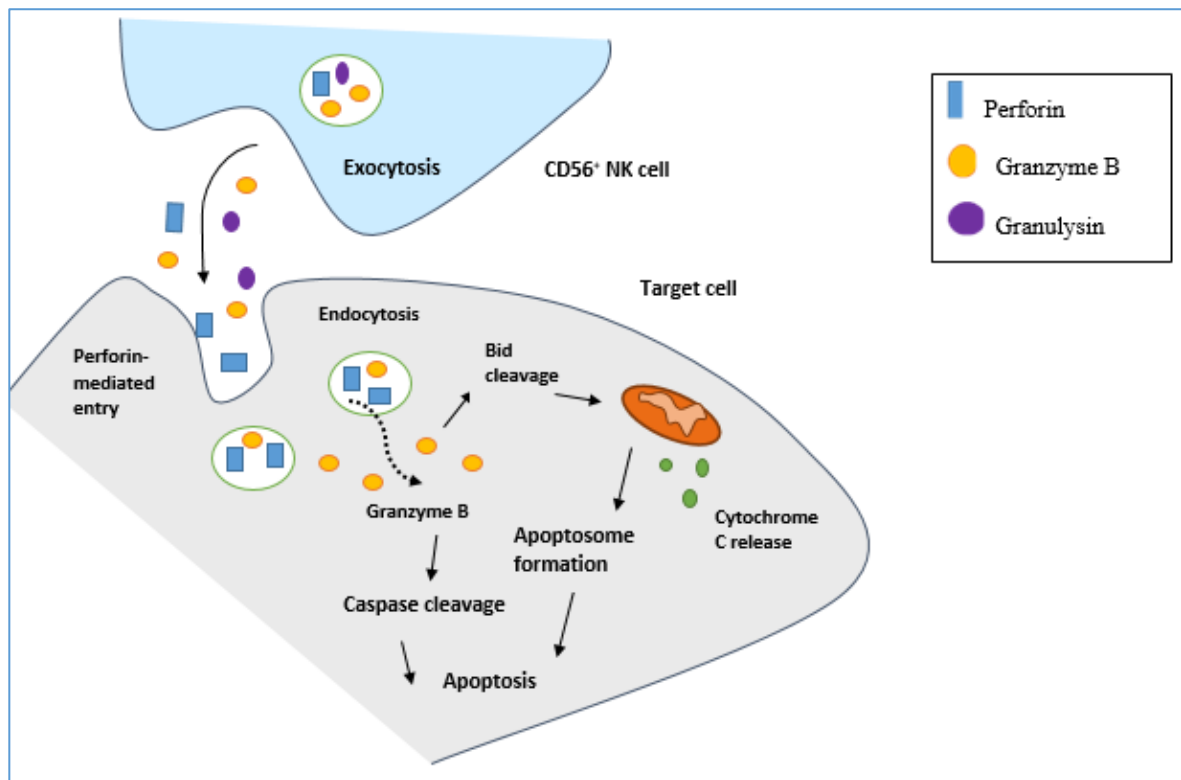 Exocytosis
CD56⁺ NK cell
Perforin
Granzyme B
Granulysin
Target cell
Endocytosis
Perforin-
mediated
entry
Bid
cleavage
Granzyme B
Cytochrome
C release
Apoptosome
formation
Caspase cleavage
Apoptosis